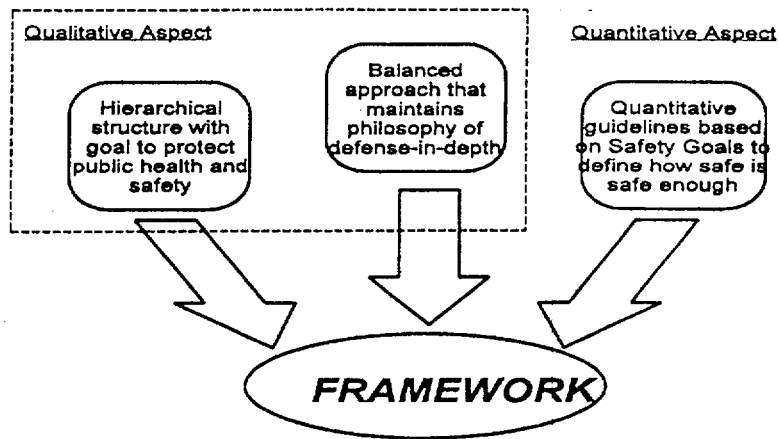 Qualitative Aspect
Quantitative Aspect
Hierarchical
structure with
goal to protect
public health and
safety
Balanced
approach that
maintains
philosophy of
defense-in-depth
Quantitative
guidelines based
on Safety Goals to
define how safe is
safe enough
FRAMEWORK